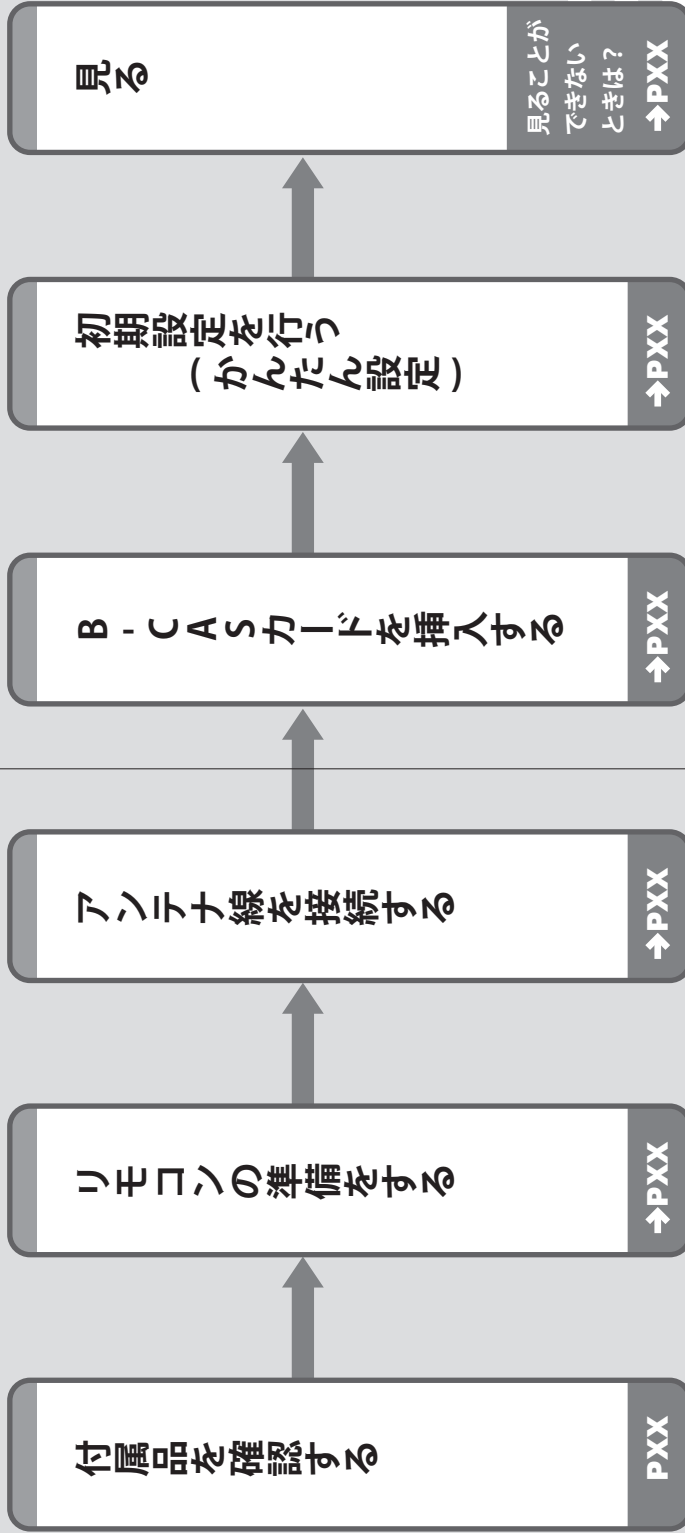 付属品を確認する
PXX
リモコンの準備をする
→PXX
アンテナ線を接続する
→PXX
B-CASカードを挿入する
→PXX
初期設定を行う
(かんたん設定)
→PXX
見る
見ることが
できない
ときは?
→PXX